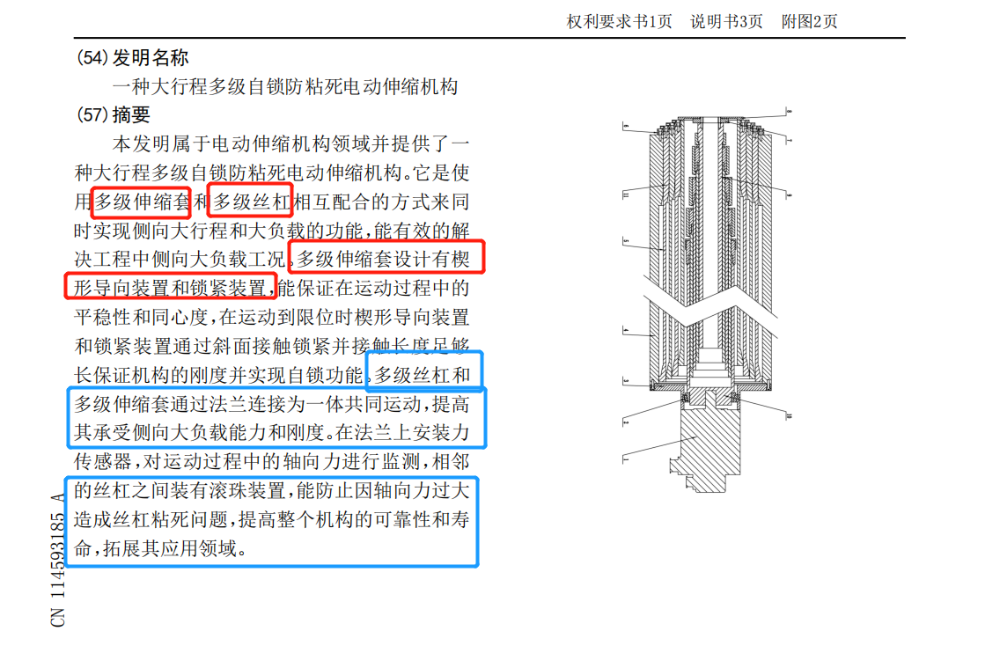 权利要求书1页 说明书3页 附图2页
(54)发明名称
一种大行程多级自锁防粘死电动伸缩机构
(57)摘要
本发明属于电动伸缩机构领域并提供了一
种大行程多级自锁防粘死电动伸缩机构。它是使
用多级伸缩套和多级丝杠相互配合的方式来同
时实现侧向大行程和大负载的功能,能有效的解
决工程中侧向大负载工况。多级伸缩套设计有楔
形导向装置和锁紧装置,能保证在运动过程中的
平稳性和同心度,在运动到限位时楔形导向装置
和锁紧装置通过斜面接触锁紧并接触长度足够
长保证机构的刚度并实现自锁功能。多级丝杠和
多级伸缩套通过法兰连接为一体共同运动,提高
其承受侧向大负载能力和刚度。在法兰上安装力
传感器,对运动过程中的轴向力进行监测,相邻
的丝杠之间装有滚珠装置,能防止因轴向力过大
造成丝杠粘死问题,提高整个机构的可靠性和寿
命,拓展其应用领域。
CN 114593185 A
8
6
7
11
9
5
4
3
10
2
1